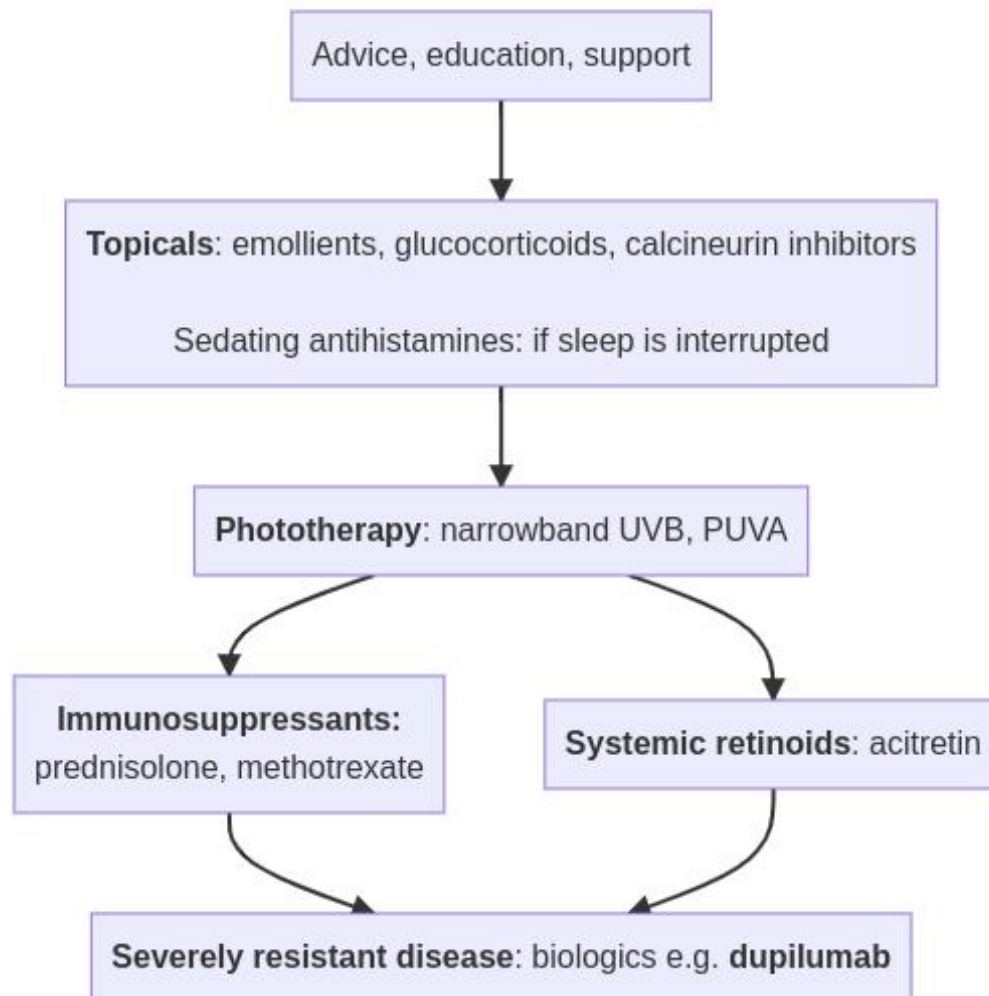 Advice, education, support
Topicals: emollients, glucocorticoids, calcineurin inhibitors
Sedating antihistamines: if sleep is interrupted
Phototherapy: narrowband UVB, PUVA
Immunosuppressants:
prednisolone, methotrexate
Systemic retinoids: acitretin
Severely resistant disease: biologics e.g. dupilumab